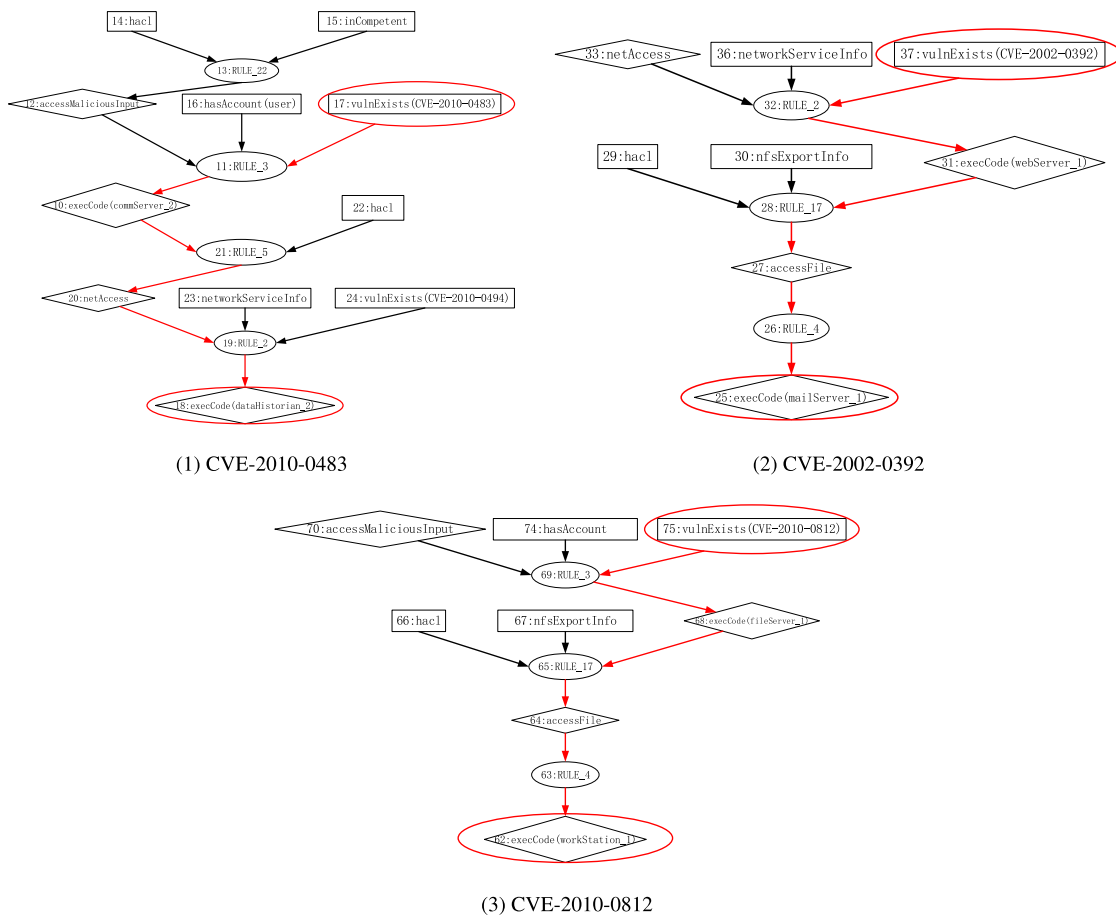 14:hacl
15:inCompetent
13:RULE_22
12:accessMaliciousInput
16:hasAccount(user)
17:vulnExists(CVE-2010-0483)
11:RULE_3
10:execCode(commServer_2)
22:hacl
21:RULE_5
20:netAccess
23:networkServiceInfo
24:vulnExists(CVE-2010-0494)
19:RULE_2
18:execCode(dataHistorian_2)
(1) CVE-2010-0483
33:netAccess
36:networkServiceInfo
37:vulnExists(CVE-2002-0392)
32:RULE_2
29:hacl
30:nfsExportInfo
31:execCode(webServer_1)
28:RULE_17
27:accessFile
26:RULE_4
25:execCode(mailServer_1)
(2) CVE-2002-0392
70:accessMaliciousInput
74:hasAccount
75:vulnExists(CVE-2010-0812)
69:RULE_3
66:hacl
67:nfsExportInfo
68:execCode(fileServer_1)
65:RULE_17
64:accessFile
63:RULE_4
62:execCode(workStation_1)
(3) CVE-2010-0812